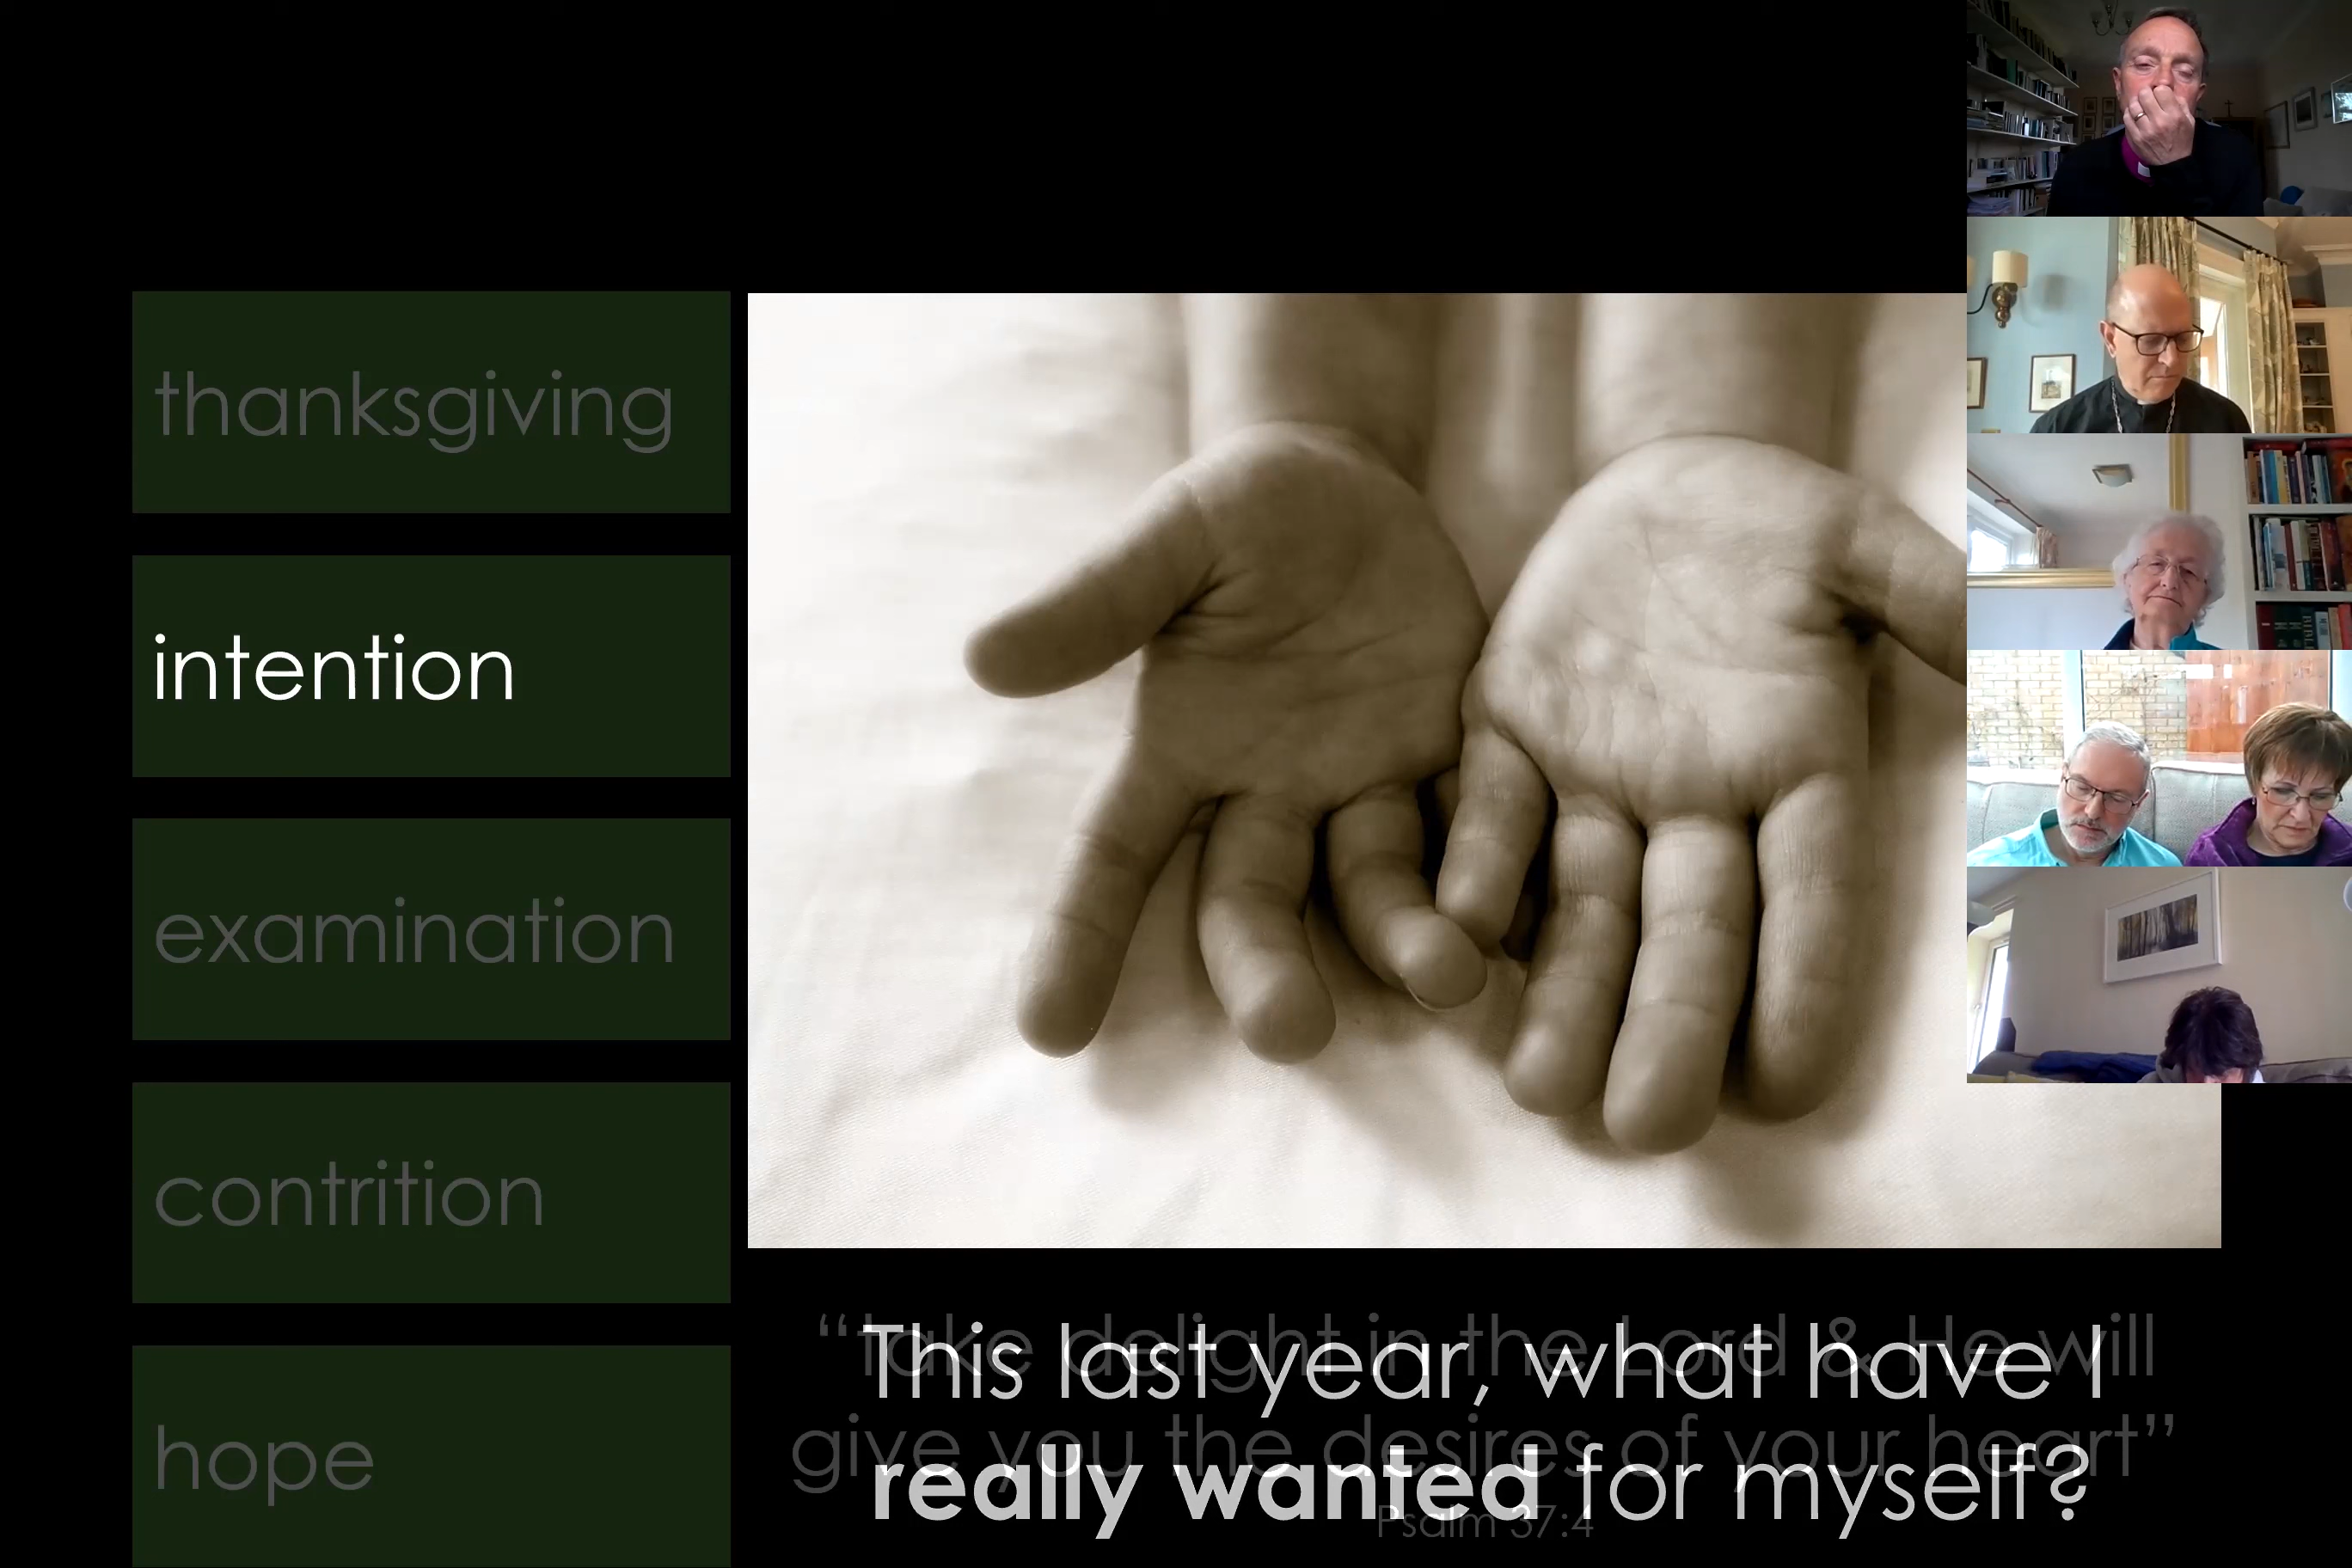 thanksgiving
intention
examination
contrition
hope
“take delight in the Lord & He will
give you the desires of your heart”
Psalm 37:4
This last year, what have I
really wanted for myself?